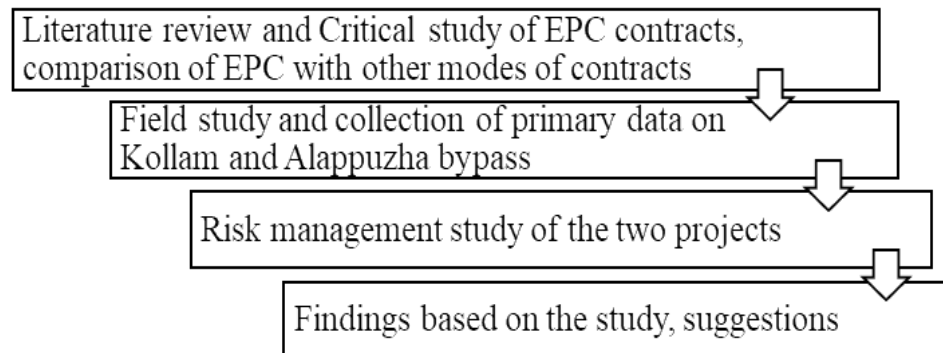 Literature review and Critical study of EPC contracts,
comparison of EPC with other modes of contracts
Field study and collection of primary data on
Kollam and Alappuzha bypass
Risk management study of the two projects
Findings based on the study, suggestions